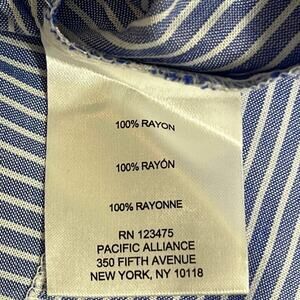 100% RAYON
100% RAYÓN
100% RAYONNE
RN 123475
PACIFIC ALLIANCE
350 FIFTH AVENUE
NEW YORK, NY 10118